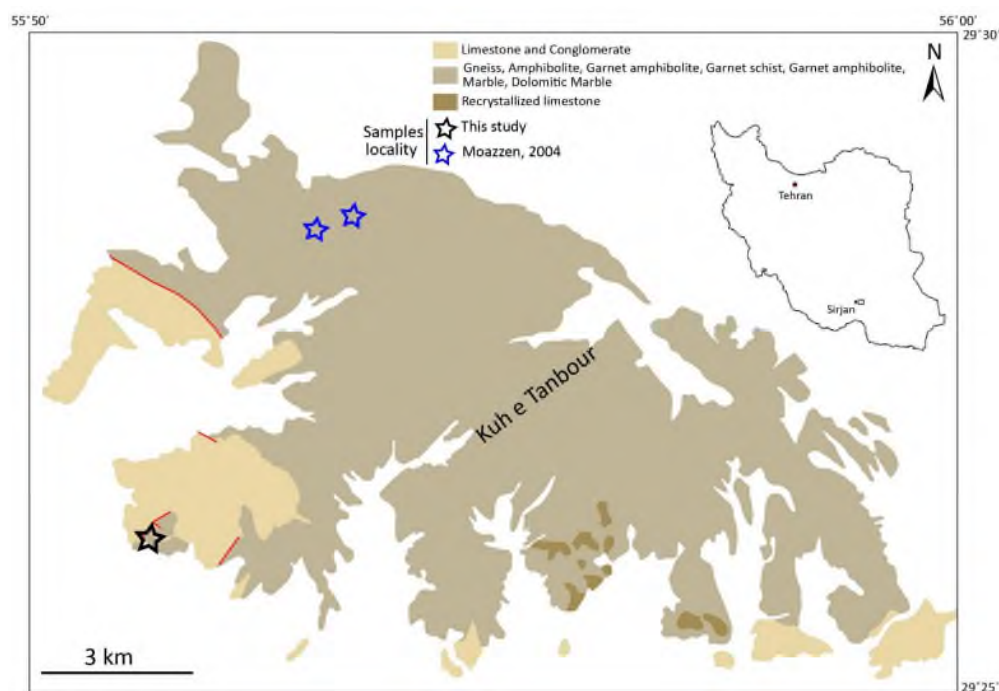 55˚50'
56˚00'
29˚30'
Limestone and Conglomerate
Gneiss, Amphibolite, Garnet amphibolite, Garnet schist, Garnet amphibolite,
Marble, Dolomitic Marble
Recrystallized limestone
Samples
locality
This study
Moazzen, 2004
N
Tehran
Sirjan
Kuh e Tanbour
3 km
29˚25'